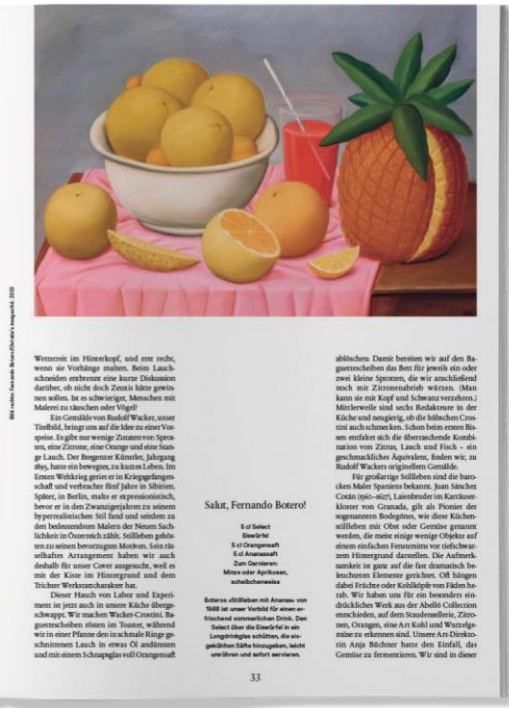 Bild rechts: Fernando Botero/Christie's Images Ltd. 2023
Wettstreit im Hinterkopf, und erst recht,
wenn sie Vorhänge malten. Beim Lauch-
schneiden entbrennt eine kurze Diskussion
darüber, ob nicht doch Zeuxis hätte gewin-
nen sollen. Ist es schwieriger, Menschen mit
Malerei zu täuschen oder Vögel?
Ein Gemälde von Rudolf Wacker, unser
Titelbild, bringt uns auf die Idee zu einer Vor-
speise. Es gibt nur wenige Zutaten vor: Sprot-
ten, eine Zitrone, eine Orange und eine Stan-
ge Lauch. Der Bregenzer Künstler, Jahrgang
1893, hatte ein bewegtes, zu kurzes Leben. Im
Ersten Weltkrieg geriet er in Kriegsgefangen-
schaft und verbrachte fünf Jahre in Sibirien.
Später, in Berlin, malte er expressionistisch,
bevor er in den Zwanzigerjahren zu seinem
hyperrealistischen Stil fand und seitdem zu
den bedeutendsten Malern der Neuen Sach-
lichkeit in Österreich zählt. Stillleben gehör-
ten zu seinen bevorzugten Motiven. Sein rät-
selhaftes Arrangement haben wir auch
deshalb für unser Cover ausgesucht, weil es
mit der Kiste im Hintergrund und dem
Trichter Werkstattcharakter hat.
Dieser Hauch von Labor und Experi-
ment ist jetzt auch in unsere Küche überge-
schwappt. Wir machen Wacker-Crostini. Ba-
guettescheiben rösten im Toaster, während
wir in einer Pfanne den in schmale Ringe ge-
schnittenen Lauch in etwas Öl andünsten
und mit einem Schnapsglas voll Orangensaft
Salut, Fernando Botero!
5 cl Select
Eiswürfel
5 cl Orangensaft
5 cl Ananassaft
Zum Garnieren:
Minze oder Aprikosen,
scheibchenweise
Boteros «Stillleben mit Ananas» von
1988 ist unser Vorbild für einen er-
frischend sommerlichen Drink. Den
Select über die Eiswürfel in ein
Longdrinkglas schütten, die eis-
gekühlten Säfte hinzugeben, leicht
umrühren und sofort servieren.
ablöschen. Damit bereiten wir auf den Ba-
guettescheiben das Bett für jeweils ein oder
zwei kleine Sprotten, die wir anschließend
noch mit Zitronenabrieb würzen. (Man
kann sie mit Kopf und Schwanz verzehren.)
Mittlerweile sind sechs Redakteure in der
Küche und neugierig, ob die hübschen Cros-
tini auch schmecken. Schon beim ersten Bis-
sen entfaltet sich die überraschende Kombi-
nation von Zitrus, Lauch und Fisch – ein
geschmackliches Äquivalent, finden wir, zu
Rudolf Wackers originellem Gemälde.
Für großartige Stillleben sind die baro-
cken Maler Spaniens bekannt. Juan Sánchez
Cotán (1560–1627), Laienbruder im Kartäuser-
kloster von Granada, gilt als Pionier der
sogenannten Bodegónes, wie diese Küchen-
stillleben mit Obst oder Gemüse genannt
werden, die meist einige wenige Objekte auf
einem einfachen Fenstersims vor tiefschwar-
zem Hintergrund darstellen. Die Aufmerk-
samkeit ist ganz auf die fast dramatisch be-
leuchteten Elemente gerichtet. Oft hängen
dabei Früchte oder Kohlköpfe von Fäden he-
rab. Wir haben uns für ein besonders ein-
drückliches Werk aus der Abelló Collection
entschieden, auf dem Staudensellerie, Zitro-
nen, Orangen, eine Art Kohl und Wurzelge-
müse zu erkennen sind. Unsere Art-Direkto-
rin Anja Büchner hatte den Einfall, das
Gemüse zu fermentieren. Wir sind in dieser
33